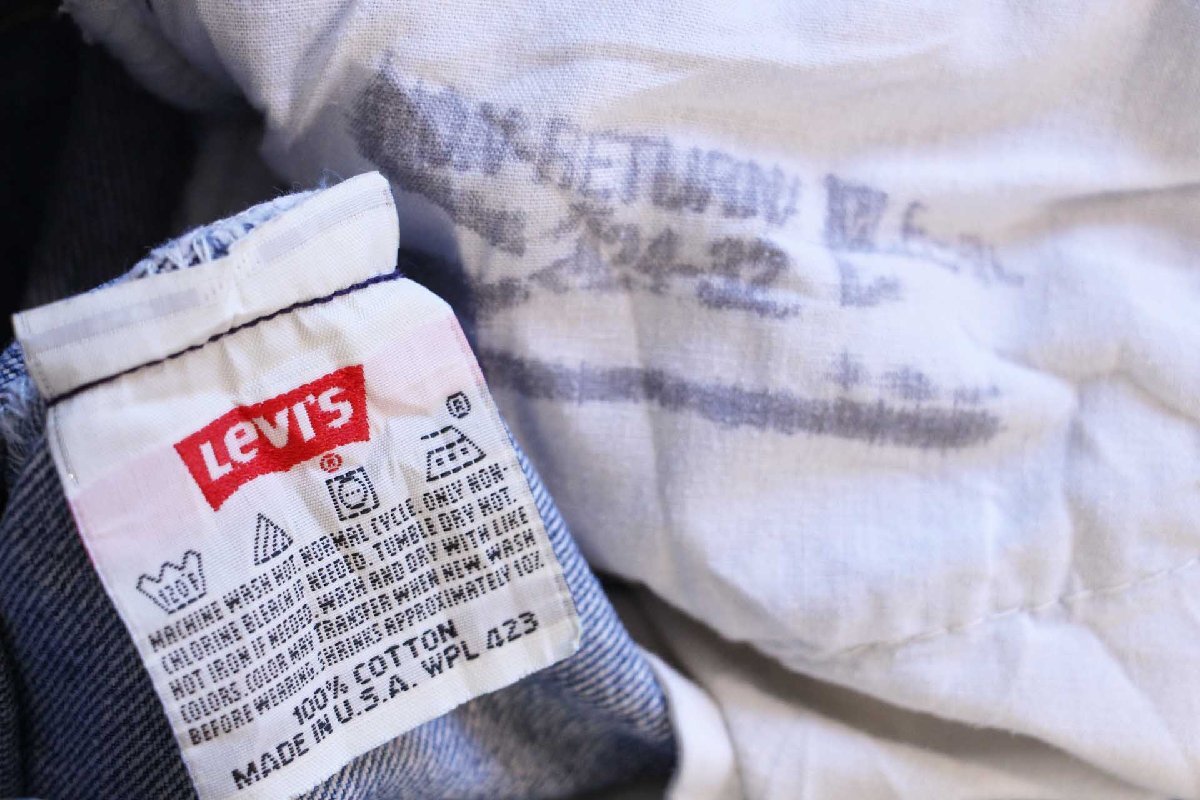 Levi's
®
®
120F
MACHINE WASH HOT. NORMAL CYCLE. ONLY NON-
CHLORINE BLEACH IF NEEDED. TUMBLE DRY HOT.
HOT IRON IF NEEDED. WASH AND DRY WITH LIKE
COLORS. COLOR MAY TRANSFER WHEN NEW. WASH
BEFORE WEARING. SHRINKS APPROXIMATELY 10%.
100% COTTON
MADE IN U.S.A. WPL 423
RETURN